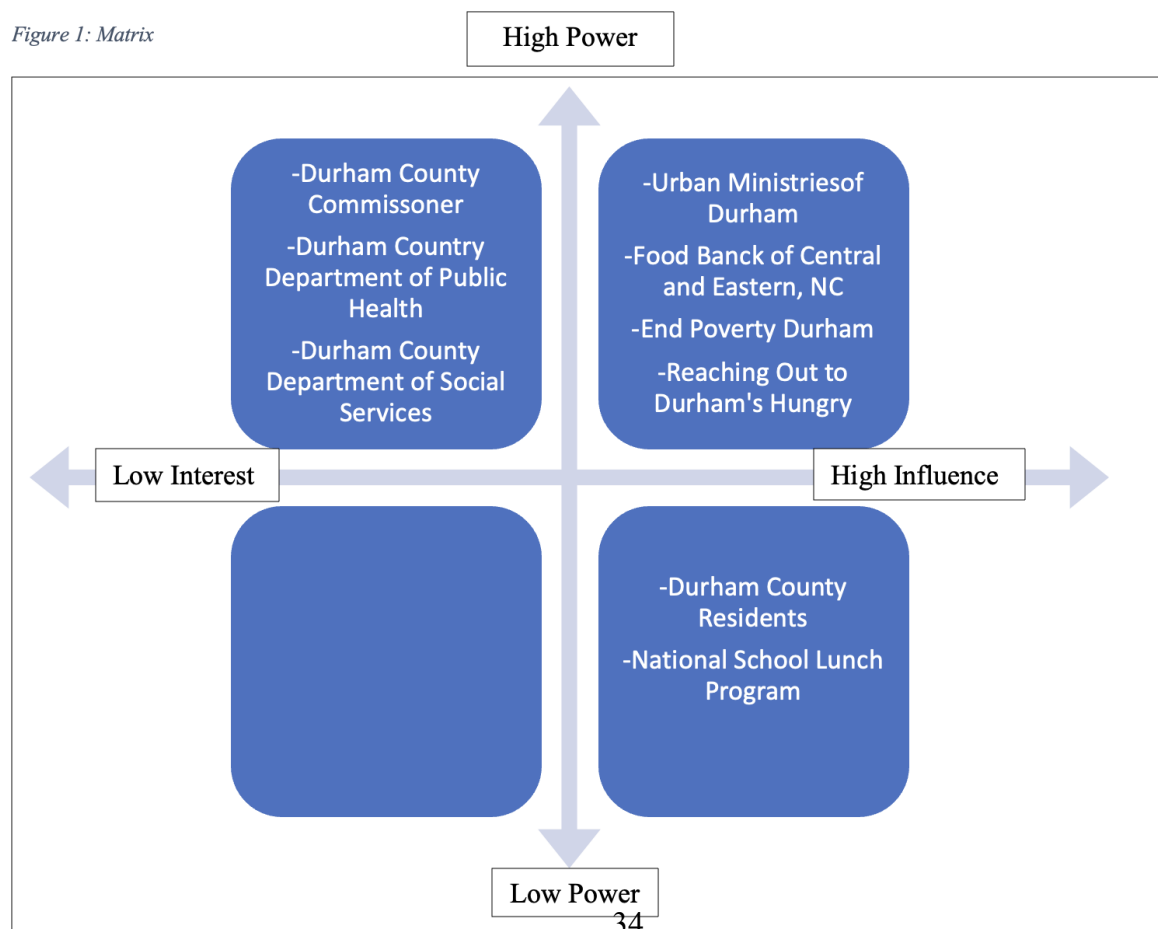 Figure 1: Matrix
High Power
-Durham County
Commissoner
-Durham Country
Department of Public
Health
-Durham County
Department of Social
Services
-Urban Ministriesof
Durham
-Food Banck of Central
and Eastern, NC
-End Poverty Durham
-Reaching Out to
Durham's Hungry
Low Interest
High Influence
-Durham County
Residents
-National School Lunch
Program
Low Power
34